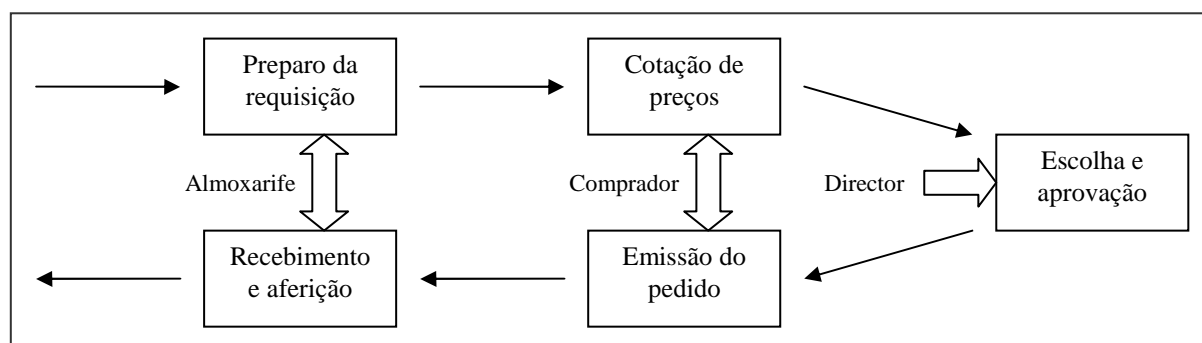 Preparo da
requisição
Cotação de
preços
Escolha e
aprovação
Almoxarife
Comprador
Director
Recebimento
e aferição
Emissão do
pedido